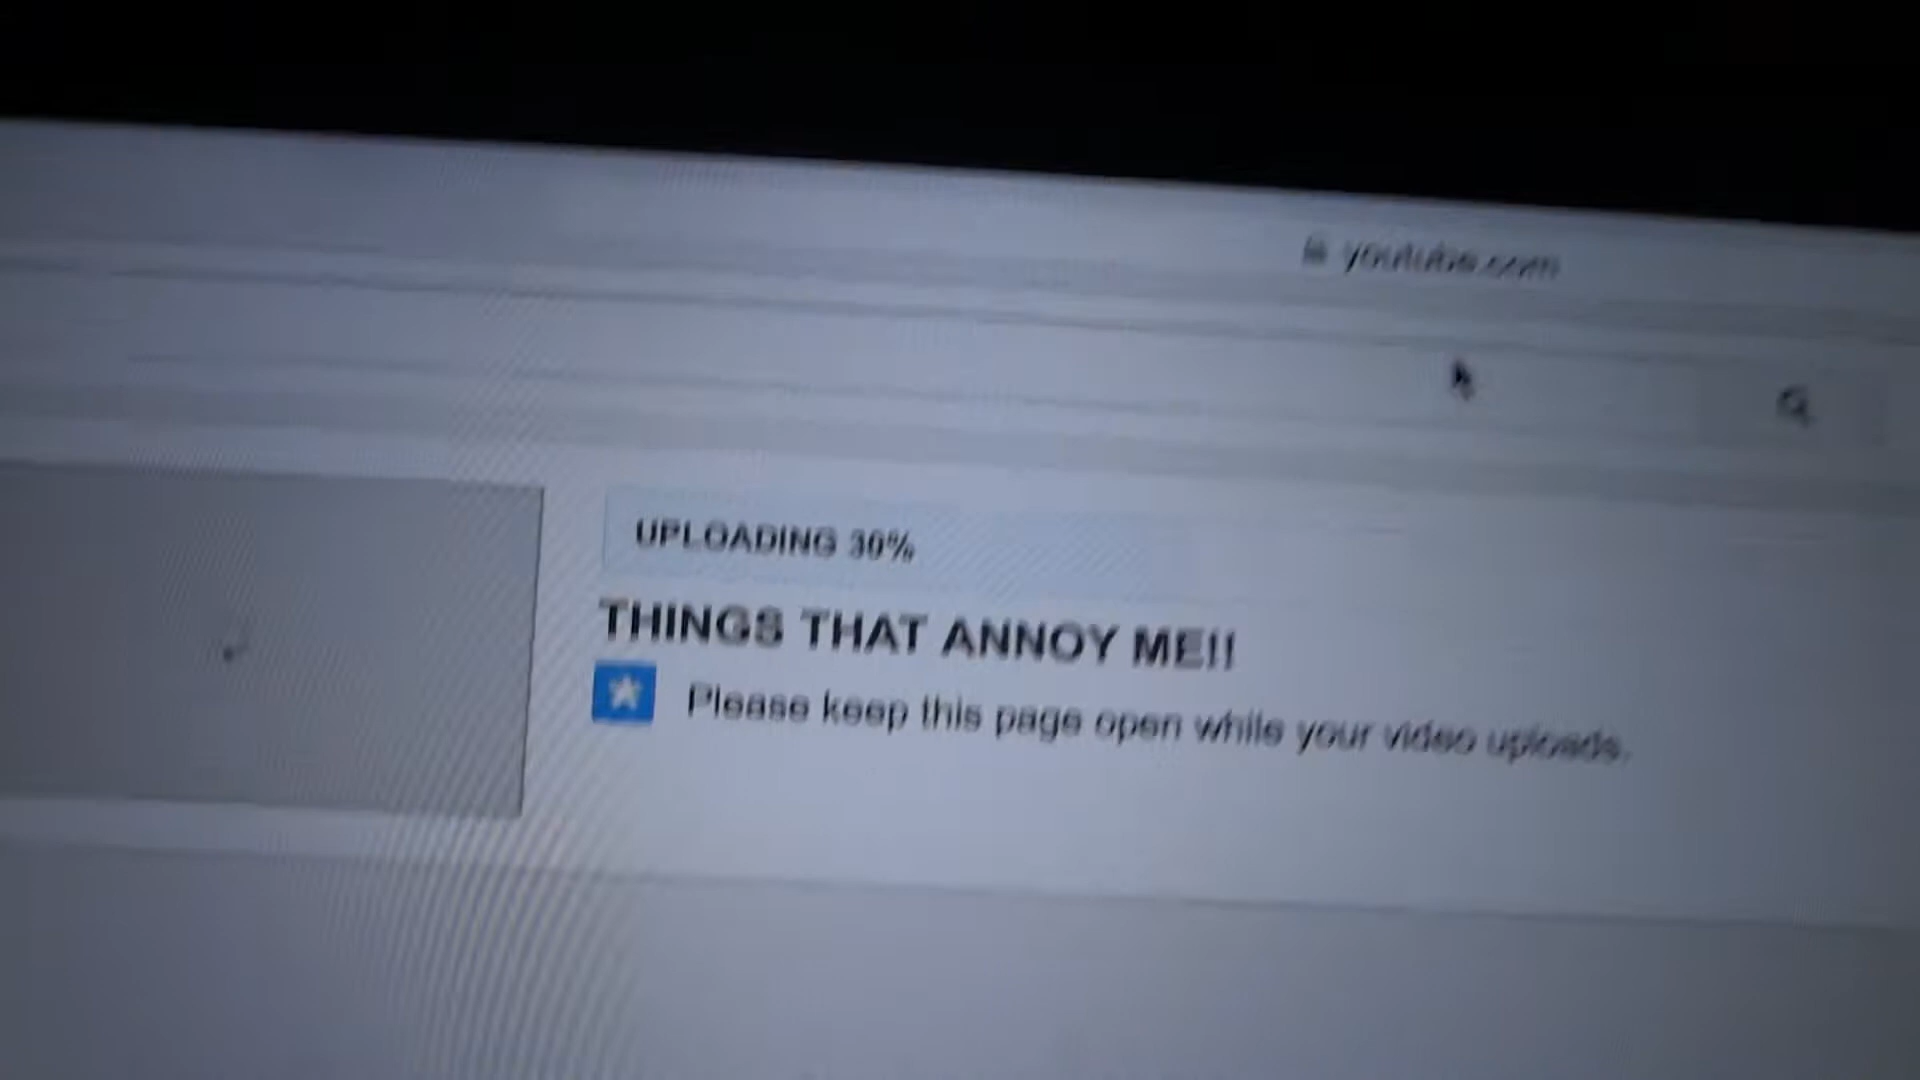 youtube.com
UPLOADING 30%
THINGS THAT ANNOY ME!!
Please keep this page open while your video uploads.